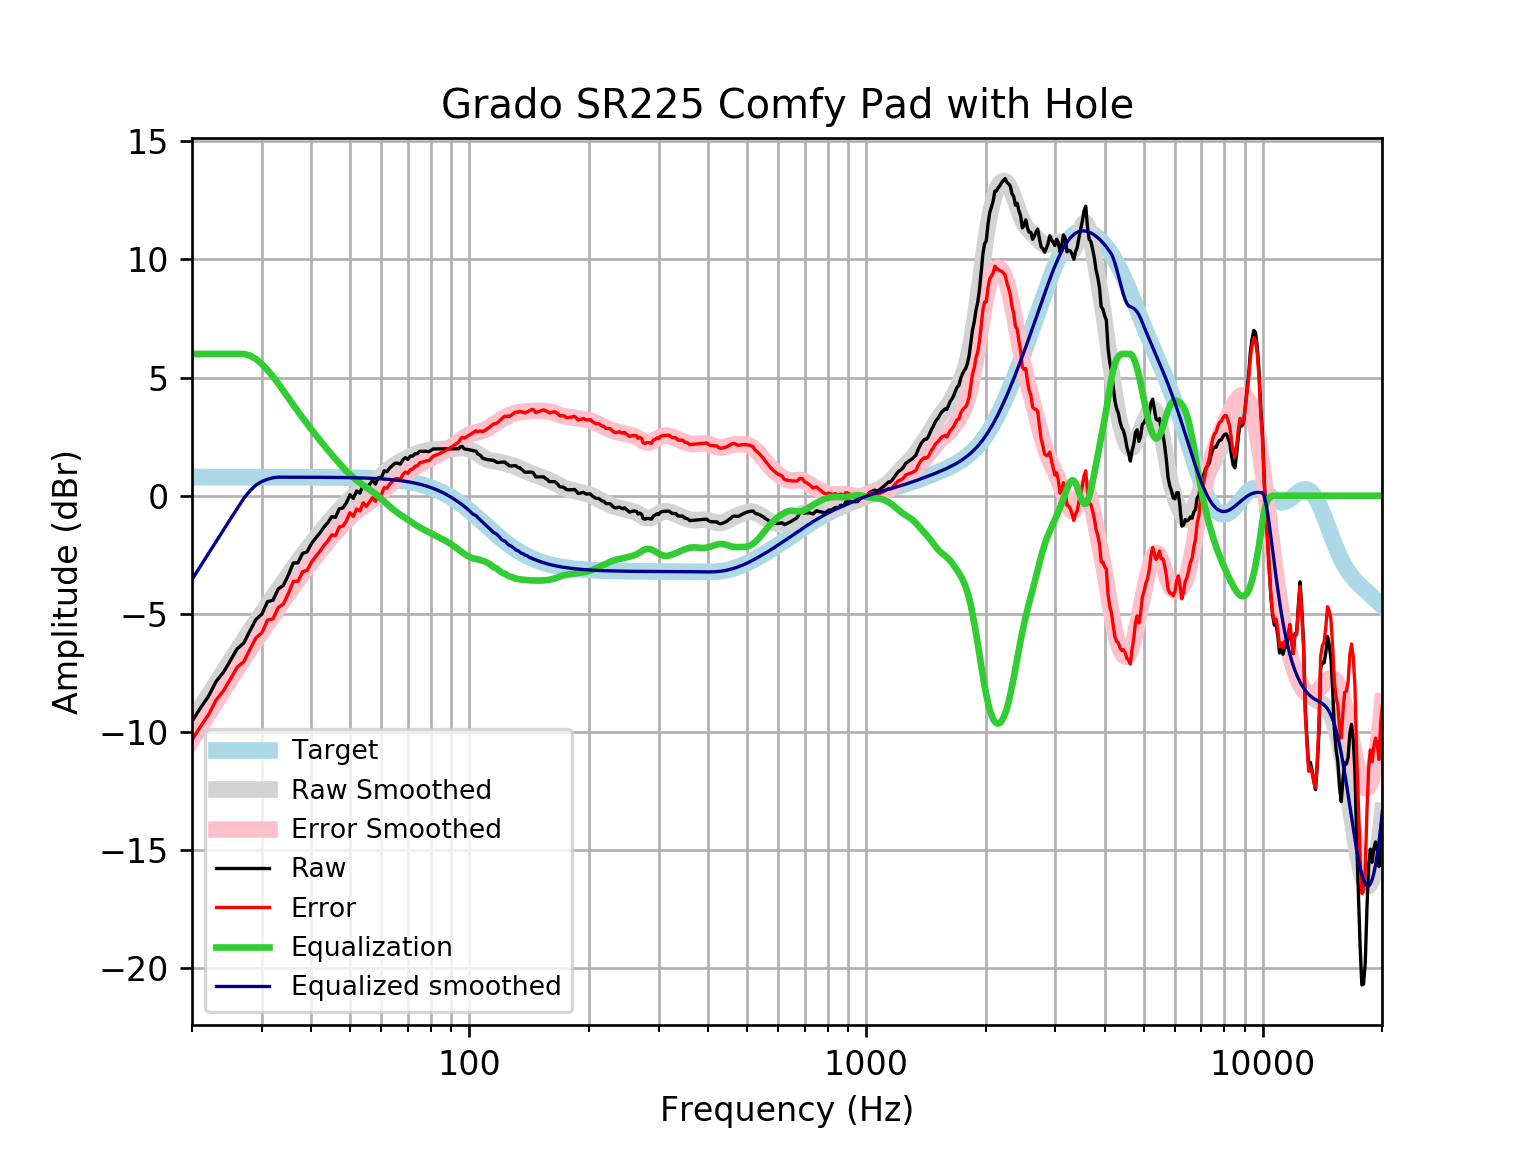 Grado SR225 Comfy Pad with Hole
15
10
5
0
−5
−10
−15
−20
Amplitude (dBr)
Target
Raw Smoothed
Error Smoothed
Raw
Error
Equalization
Equalized smoothed
100
1000
10000
Frequency (Hz)